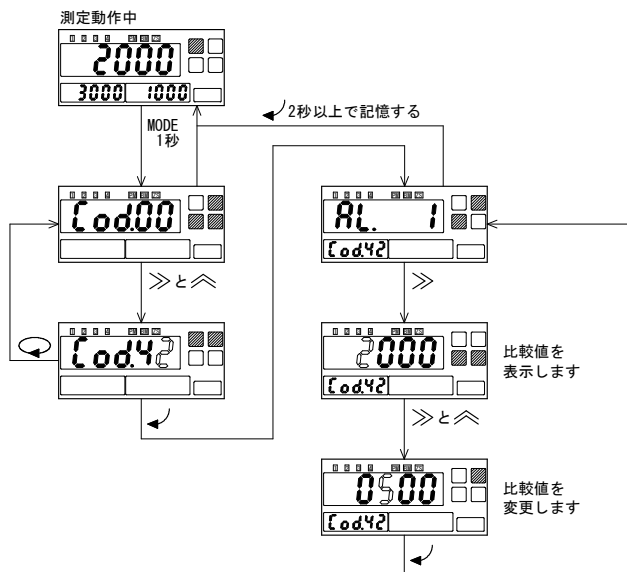 測定動作中
2000
3000 1000
MODE
1秒
2秒以上で記憶する
Cod.00
AL. 1
Cod.42
≫と︽
≫
Cod.42
2000
Cod.42
比較値を
表示します
≫と︽
0500
Cod.42
比較値を
変更します